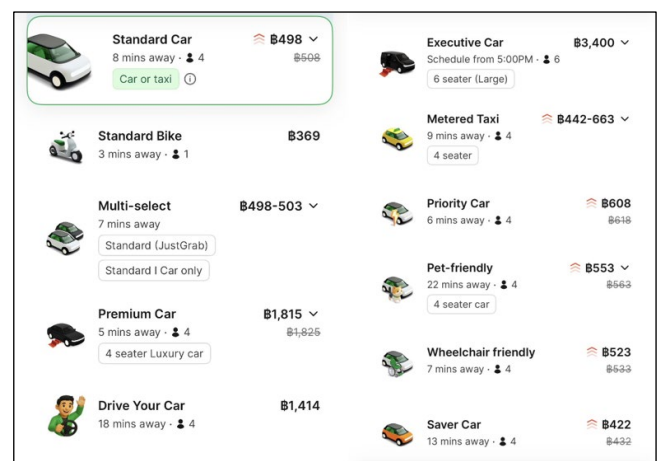 Standard Car ฿498
8 mins away · 4 ฿508
Car or taxi
Standard Bike ฿369
3 mins away · 1
Multi-select ฿498-503
7 mins away
Standard (JustGrab)
Standard I Car only
Premium Car ฿1,815
5 mins away · 4 ฿1,825
4 seater Luxury car
Drive Your Car ฿1,414
18 mins away · 4
Executive Car ฿3,400
Schedule from 5:00PM · 6
6 seater (Large)
Metered Taxi ฿442-663
9 mins away · 4
4 seater
Priority Car ฿608
6 mins away · 4 ฿618
Pet-friendly ฿553
22 mins away · 4 ฿563
4 seater car
Wheelchair friendly ฿523
7 mins away · 4 ฿533
Saver Car ฿422
13 mins away · 4 ฿432